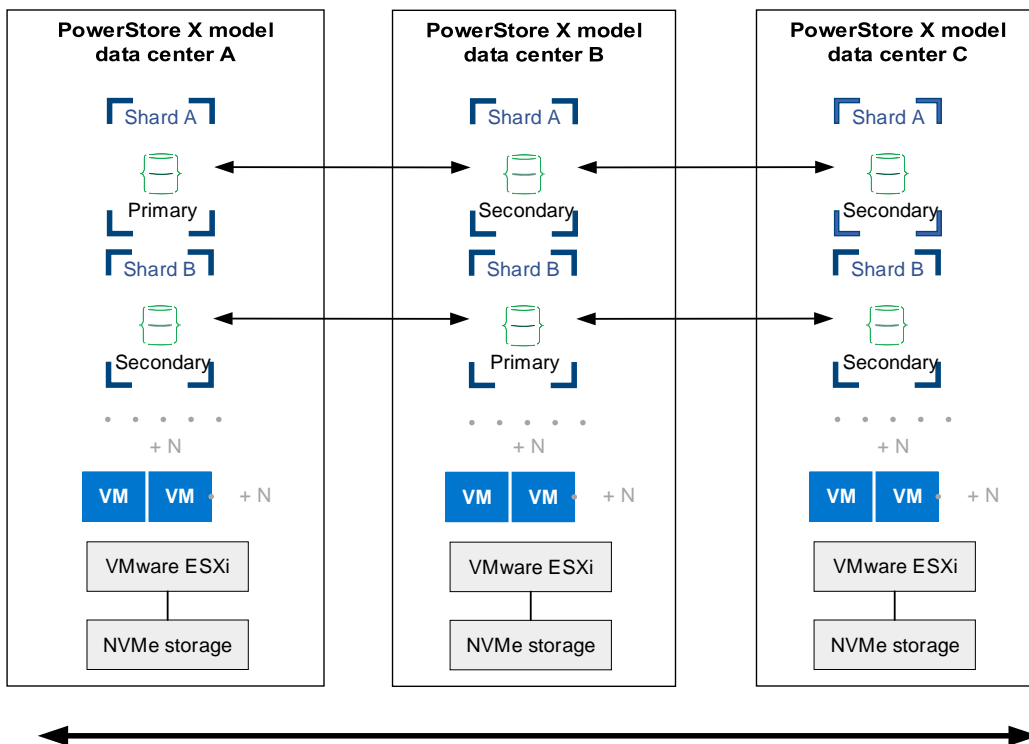 PowerStore X model
data center A
Shard A
Primary
Shard B
Secondary
+ N
VM VM + N
VMware ESXi
NVMe storage
PowerStore X model
data center B
Shard A
Secondary
Shard B
Primary
+ N
VM VM + N
VMware ESXi
NVMe storage
PowerStore X model
data center C
Shard A
Secondary
Shard B
Secondary
+ N
VM VM + N
VMware ESXi
NVMe storage